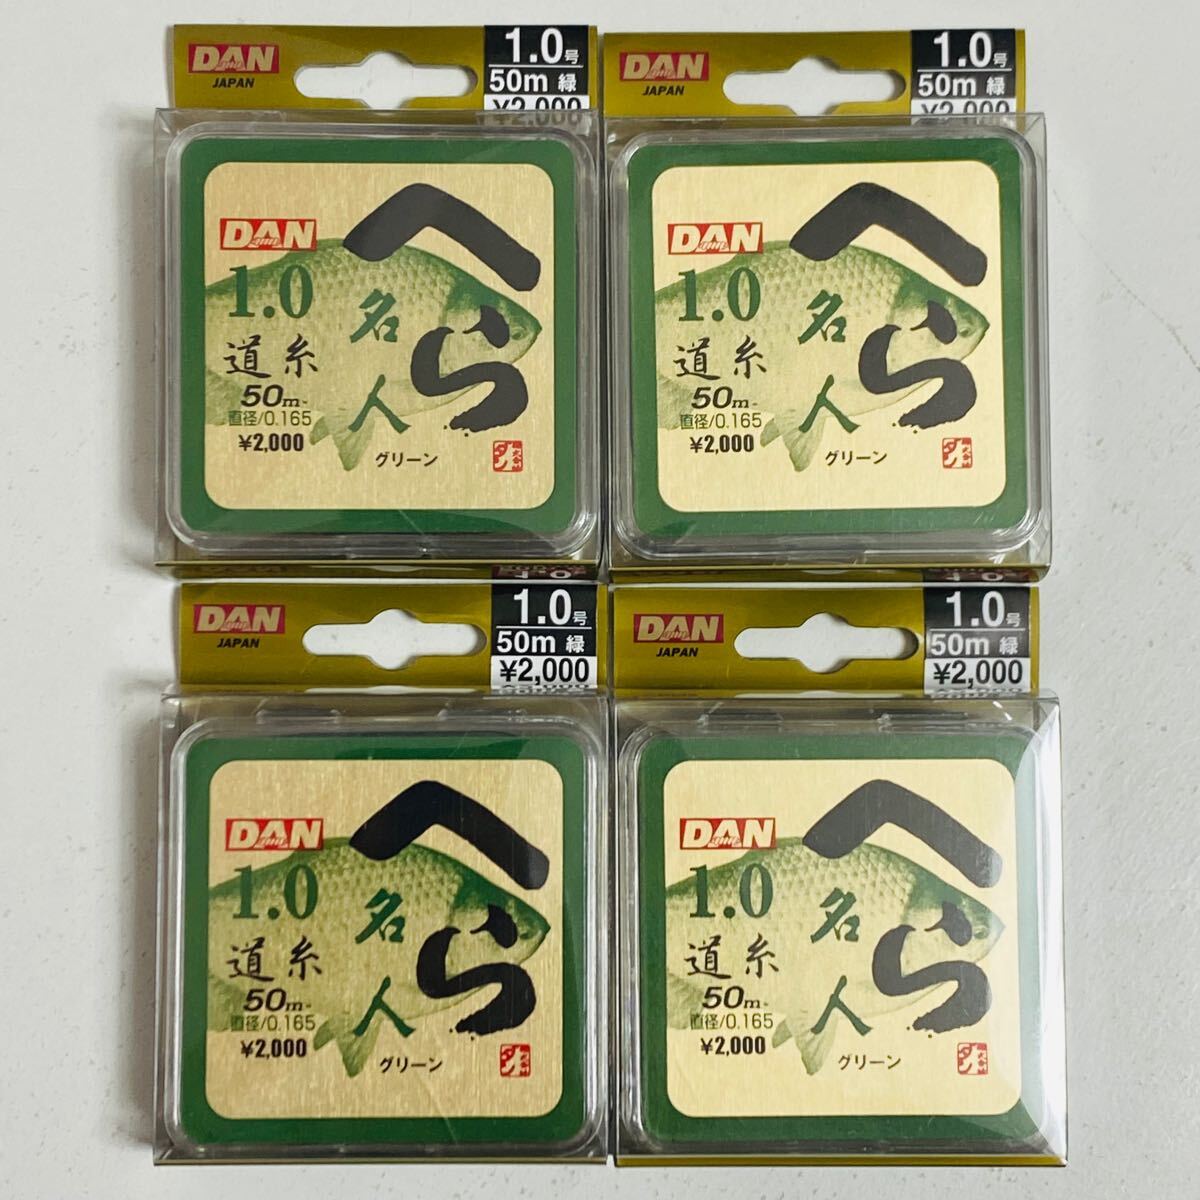 DAN
JAPAN
1.0号
50m 緑
¥2,000
DAN
1.0
道糸
50m
直径/0.165
¥2,000
へら
名人
グリーン
DAN
JAPAN
1.0号
50m 緑
¥2,000
DAN
1.0
道糸
50m
直径/0.165
¥2,000
へら
名人
グリーン
DAN
JAPAN
1.0号
50m 緑
¥2,000
DAN
1.0
道糸
50m
直径/0.165
¥2,000
へら
名人
グリーン
DAN
JAPAN
1.0号
50m 緑
¥2,000
DAN
1.0
道糸
50m
直径/0.165
¥2,000
へら
名人
グリーン